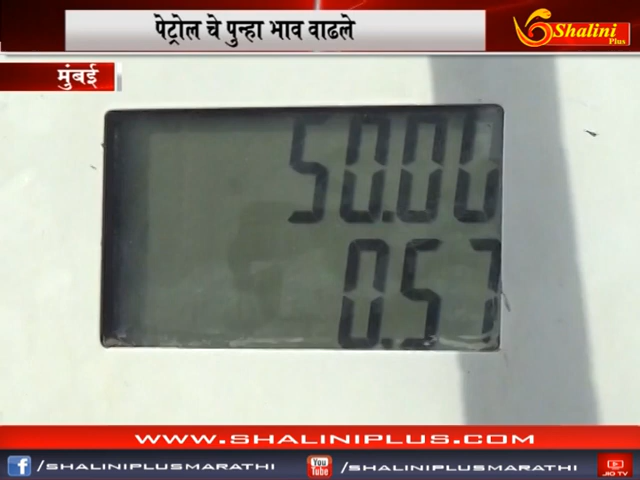 पेट्रोल चे पुन्हा भाव वाढले
Shalini
Plus
मुंबई
50.00
0.57
WWW.SHALINIPLUS.COM
/SHALINIPLUSMARATHI
You Tube
/SHALINIPLUSMARATHI
JIO TV